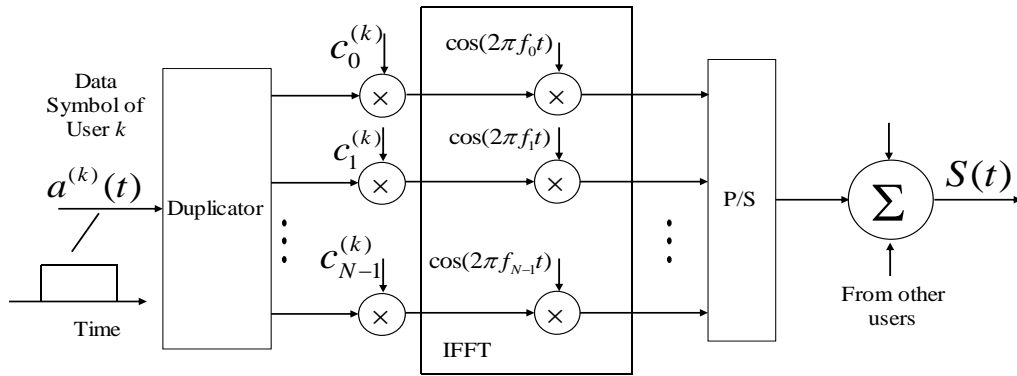 Data
Symbol of
User k
a^{(k)}(t)
Time
Duplicator
c_0^{(k)}
c_1^{(k)}
c_{N-1}^{(k)}
×
×
×
cos(2πf_0t)
cos(2πf_1t)
cos(2πf_{N-1}t)
×
×
×
IFFT
P/S
Σ
S(t)
From other
users